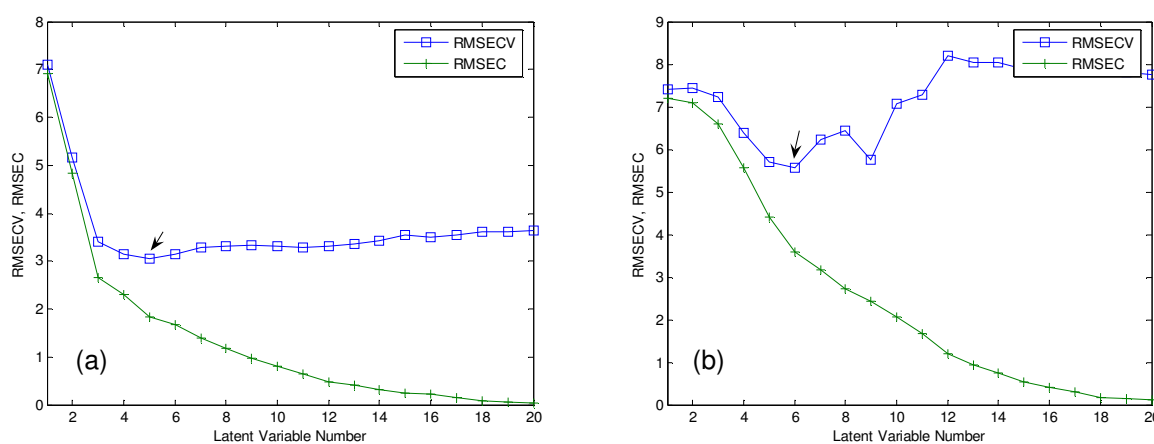 8
7
6
5
4
3
2
1
0
RMSECV, RMSEC
RMSECV
RMSEC
(a)
2 4 6 8 10 12 14 16 18 20
Latent Variable Number
9
8
7
6
5
4
3
2
1
0
RMSECV, RMSEC
RMSECV
RMSEC
(b)
2 4 6 8 10 12 14 16 18 20
Latent Variable Number